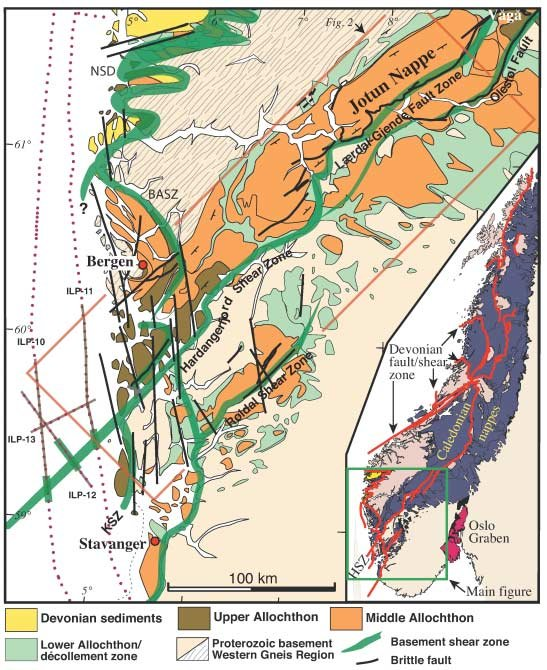 5°
6°
7°
8°
Fig. 2
Vågå
NSD
Jotun Nappe
Olestøl Fault
Lærdal-Gjende Fault Zone
61°
?
BASZ
Bergen
ILP-11
Hardangerfjord Shear Zone
60°
ILP-10
Devonian
fault/shear
zone
Caledonian
nappes
Røldal Shear Zone
ILP-13
ILP-12
59°
KSZ
Stavanger
HSZ
Oslo
Graben
100 km
5°
Main figure
Devonian sediments
Upper Allochthon
Middle Allochthon
Lower Allochthon/
décollement zone
Proterozoic basement
Western Gneis Region
Basement shear zone
Brittle fault